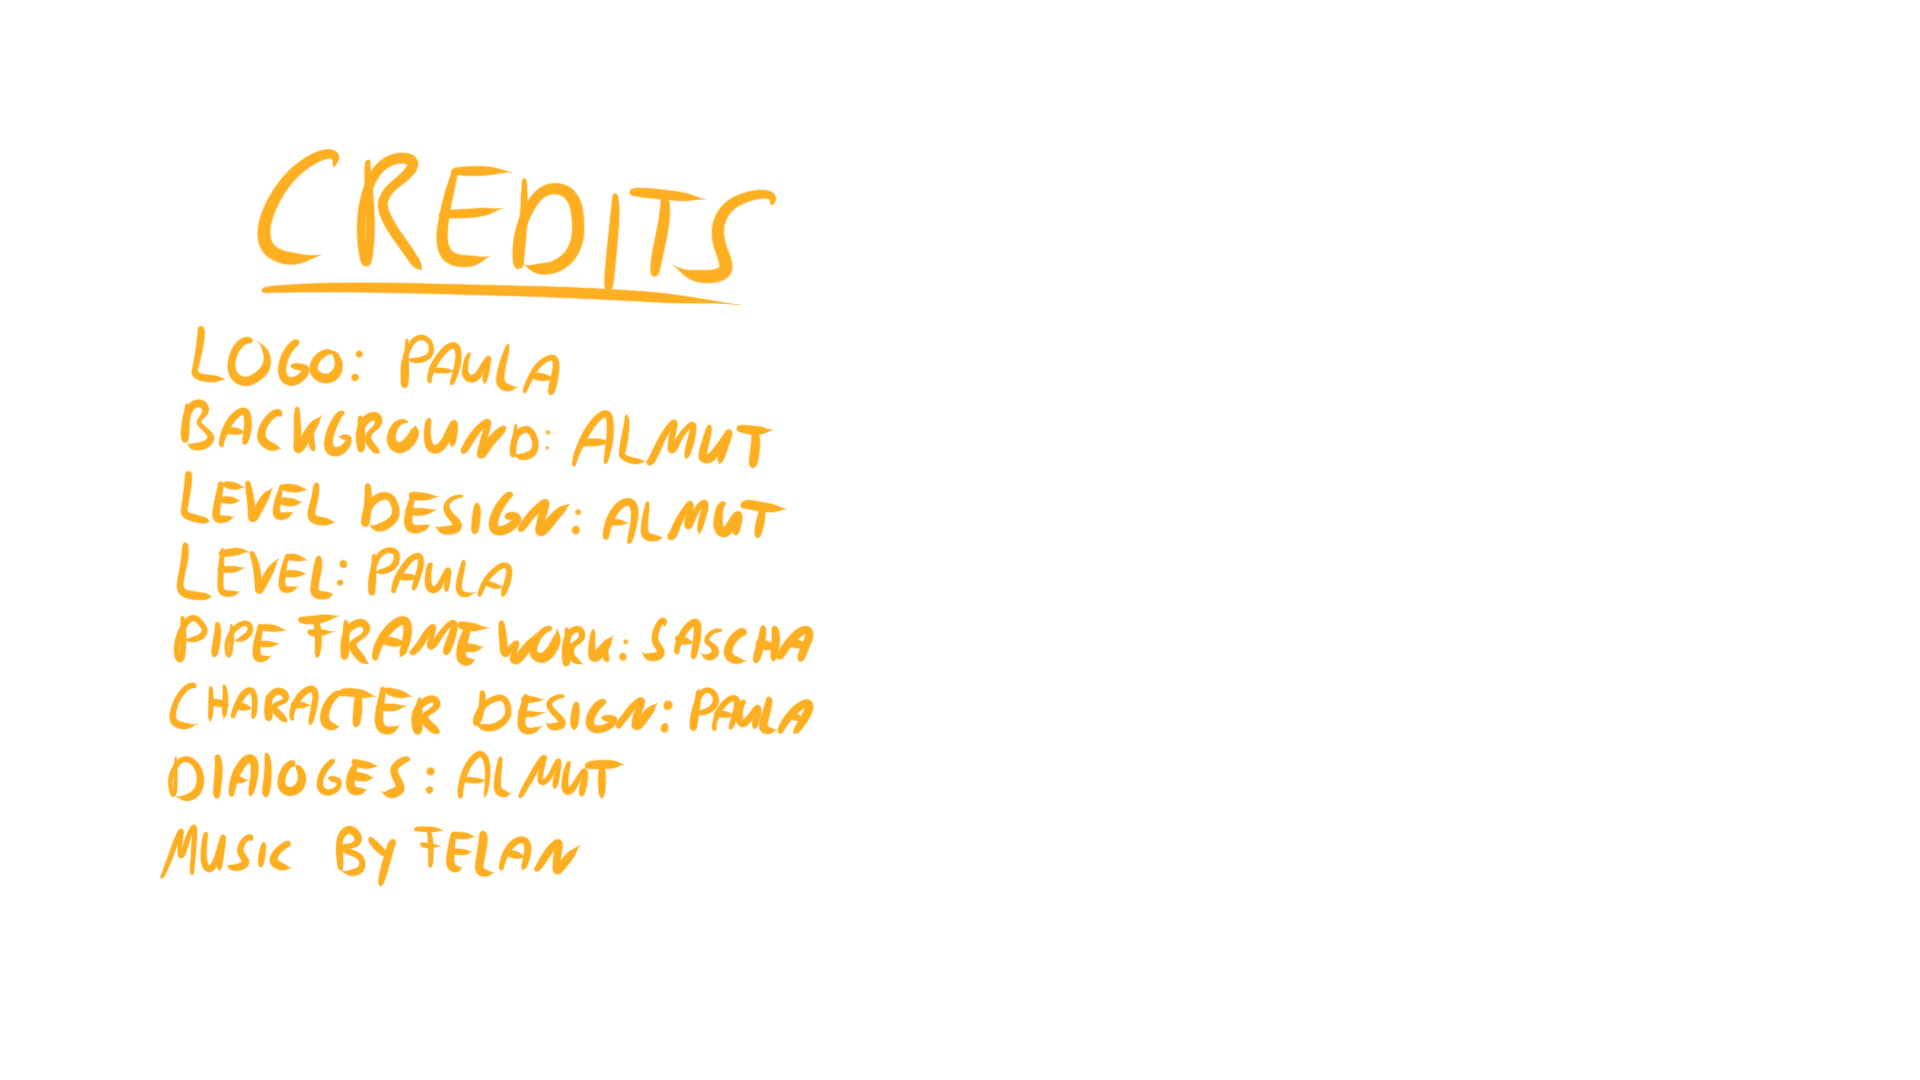 CREDITS
LOGO: PAULA
BACKGROUND: ALMUT
LEVEL DESIGN: ALMUT
LEVEL: PAULA
PIPE FRAMEWORK: SASCHA
CHARACTER DESIGN: PAULA
DIALOGES: ALMUT
MUSIC BY FELAN